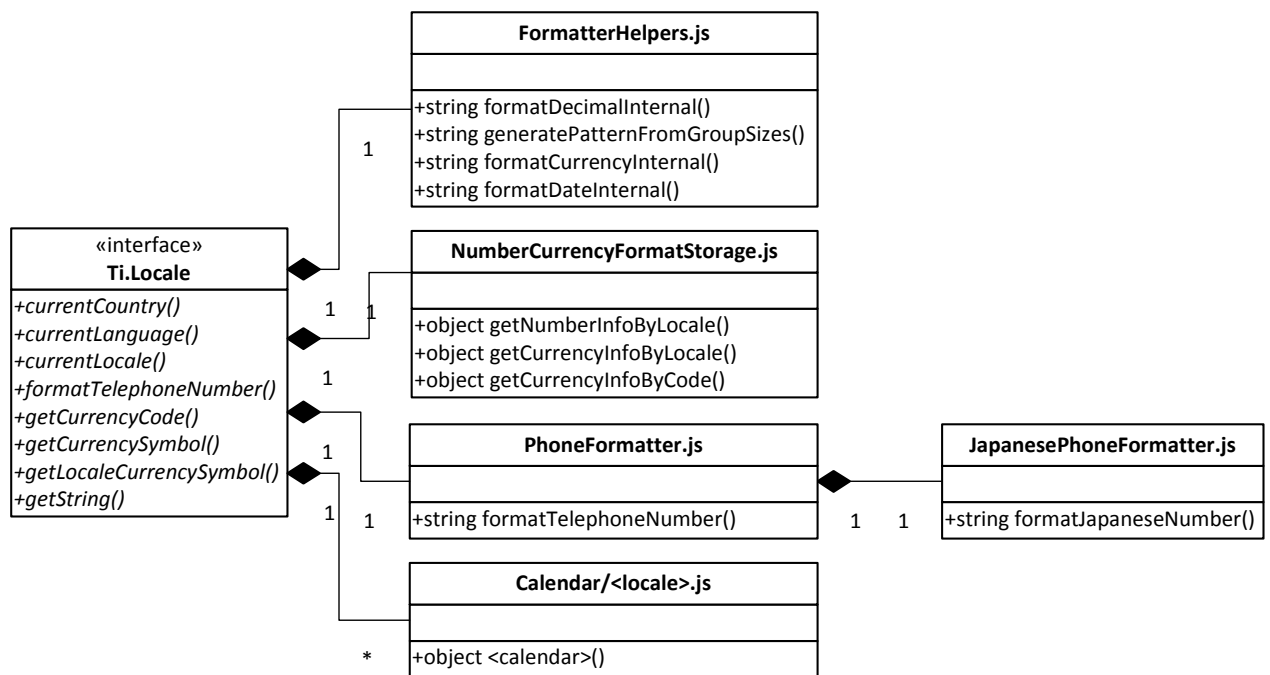 FormatterHelpers.js
+string formatDecimalInternal()
+string generatePatternFromGroupSizes()
+string formatCurrencyInternal()
+string formatDateInternal()
1
«interface»
Ti.Locale
+currentCountry()
+currentLanguage()
+currentLocale()
+formatTelephoneNumber()
+getCurrencyCode()
+getCurrencySymbol()
+getLocaleCurrencySymbol()
+getString()
1
1
1
1
1
NumberCurrencyFormatStorage.js
+object getNumberInfoByLocale()
+object getCurrencyInfoByLocale()
+object getCurrencyInfoByCode()
PhoneFormatter.js
+string formatTelephoneNumber()
1
1
1
JapanesePhoneFormatter.js
+string formatJapaneseNumber()
Calendar/<locale>.js
+object <calendar>()
*